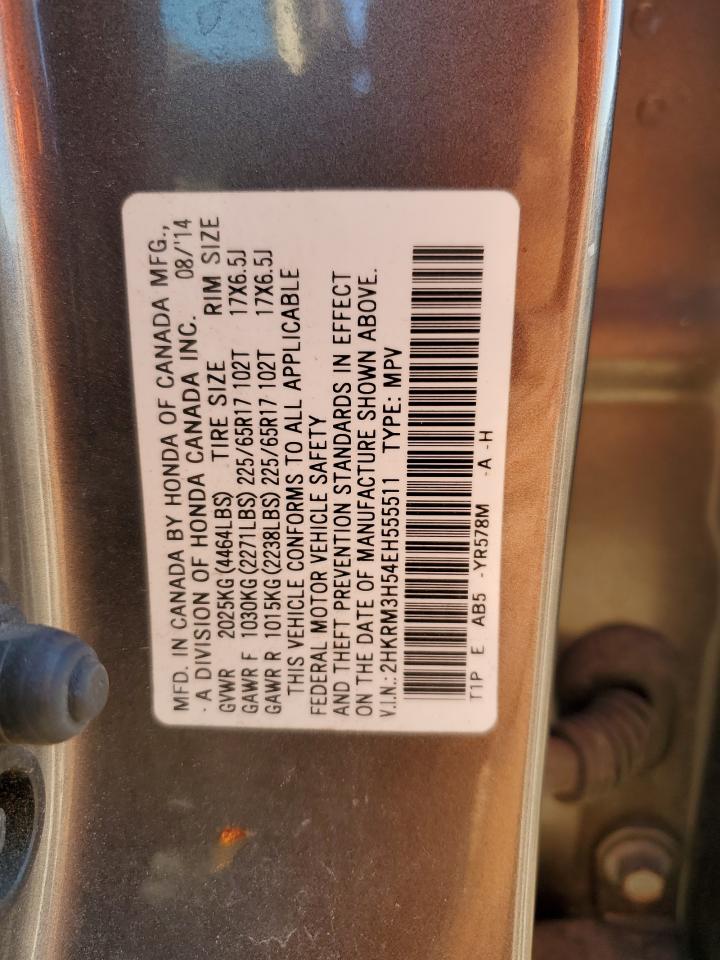 MFD. IN CANADA BY HONDA OF CANADA MFG.,
- A DIVISION OF HONDA CANADA INC. 08/'14
GVWR 2025KG (4464LBS) TIRE SIZE RIM SIZE
GAWR F 1030KG (2271LBS) 225/65R17 102T 17X6.5J
GAWR R 1015KG (2238LBS) 225/65R17 102T 17X6.5J
THIS VEHICLE CONFORMS TO ALL APPLICABLE
FEDERAL MOTOR VEHICLE SAFETY
AND THEFT PREVENTION STANDARDS IN EFFECT
ON THE DATE OF MANUFACTURE SHOWN ABOVE.
V.I.N.: 2HKRM3H54EH555511 TYPE: MPV
T1P E AB5 -YR578M -A -H